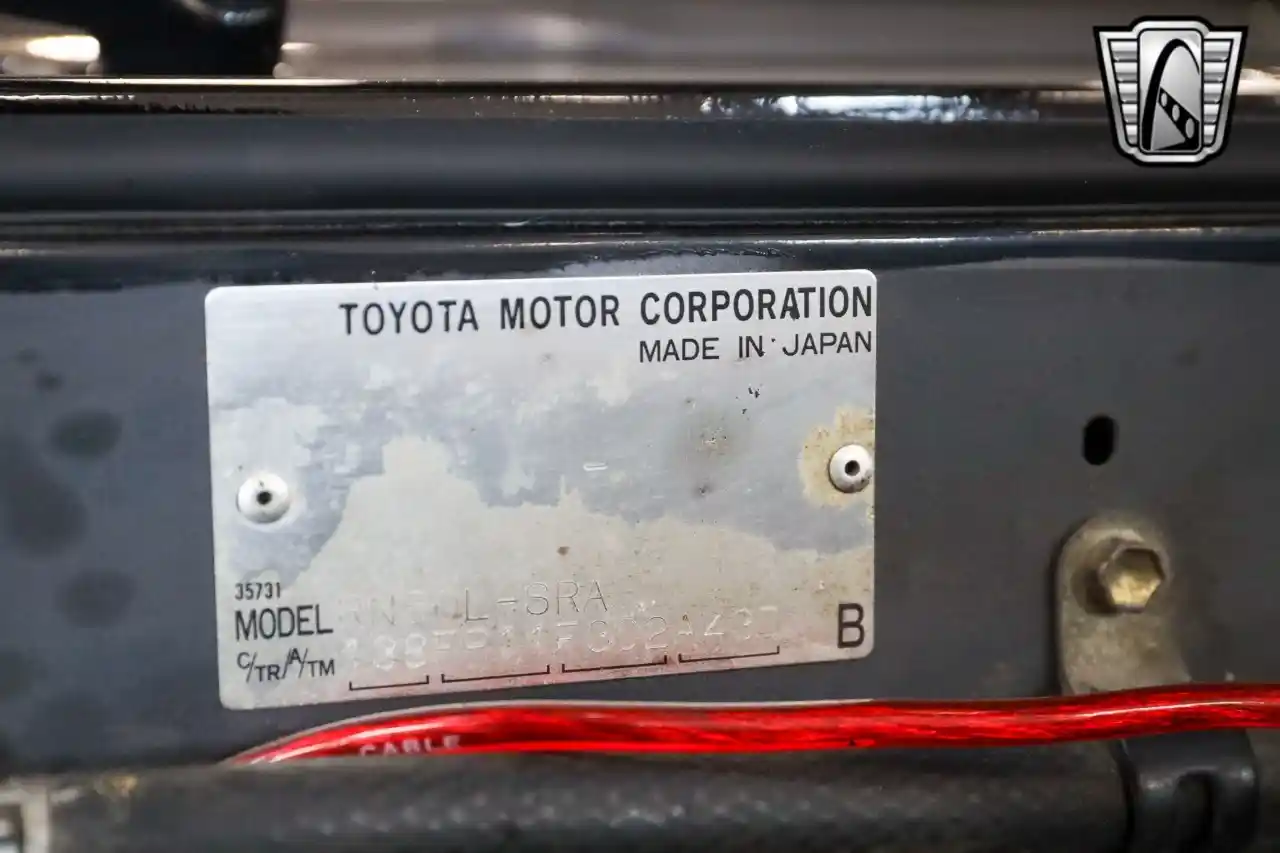 TOYOTA MOTOR CORPORATION
MADE IN JAPAN
35731
MODEL
C/TR/A/TM
B
CABLE